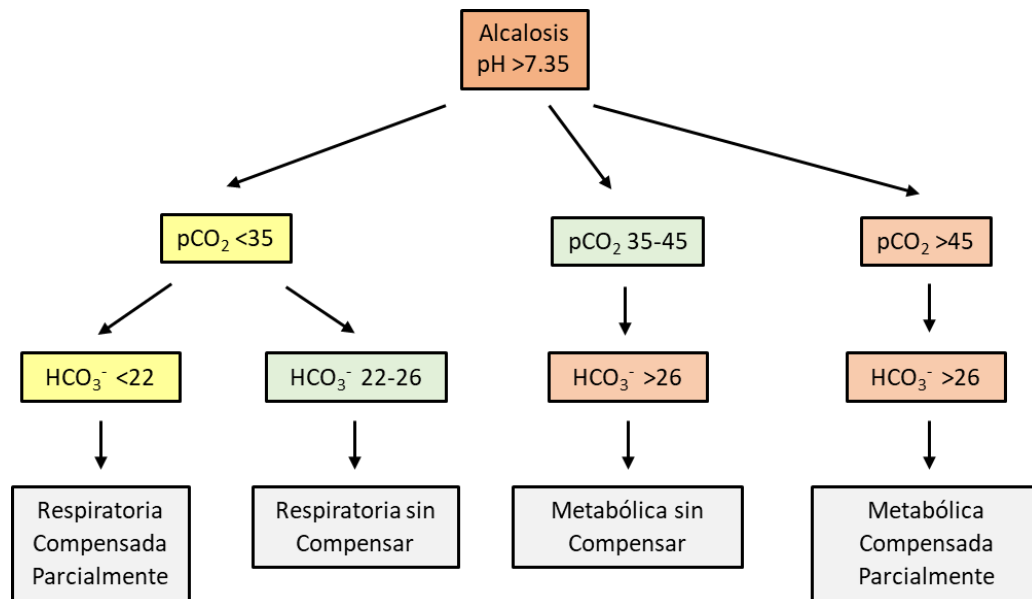 Alcalosis
pH >7.35
pCO₂ <35
pCO₂ 35-45
pCO₂ >45
HCO₃⁻ <22
HCO₃⁻ 22-26
HCO₃⁻ >26
HCO₃⁻ >26
Respiratoria
Compensada
Parcialmente
Respiratoria sin
Compensar
Metabólica sin
Compensar
Metabólica
Compensada
Parcialmente